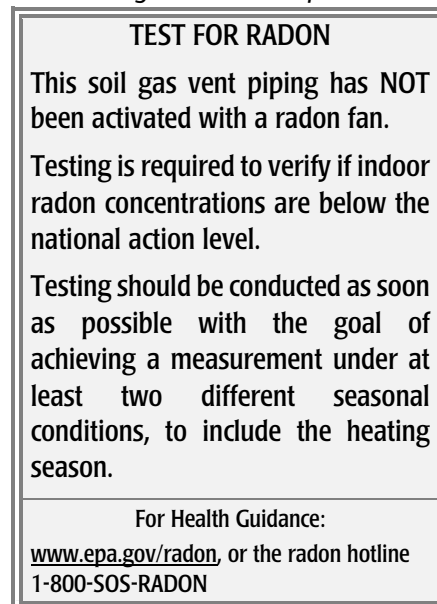 TEST FOR RADON
This soil gas vent piping has NOT
been activated with a radon fan.
Testing is required to verify if indoor
radon concentrations are below the
national action level.
Testing should be conducted as soon
as possible with the goal of
achieving a measurement under at
least two different seasonal
conditions, to include the heating
season.
For Health Guidance:
www.epa.gov/radon, or the radon hotline
1-800-SOS-RADON